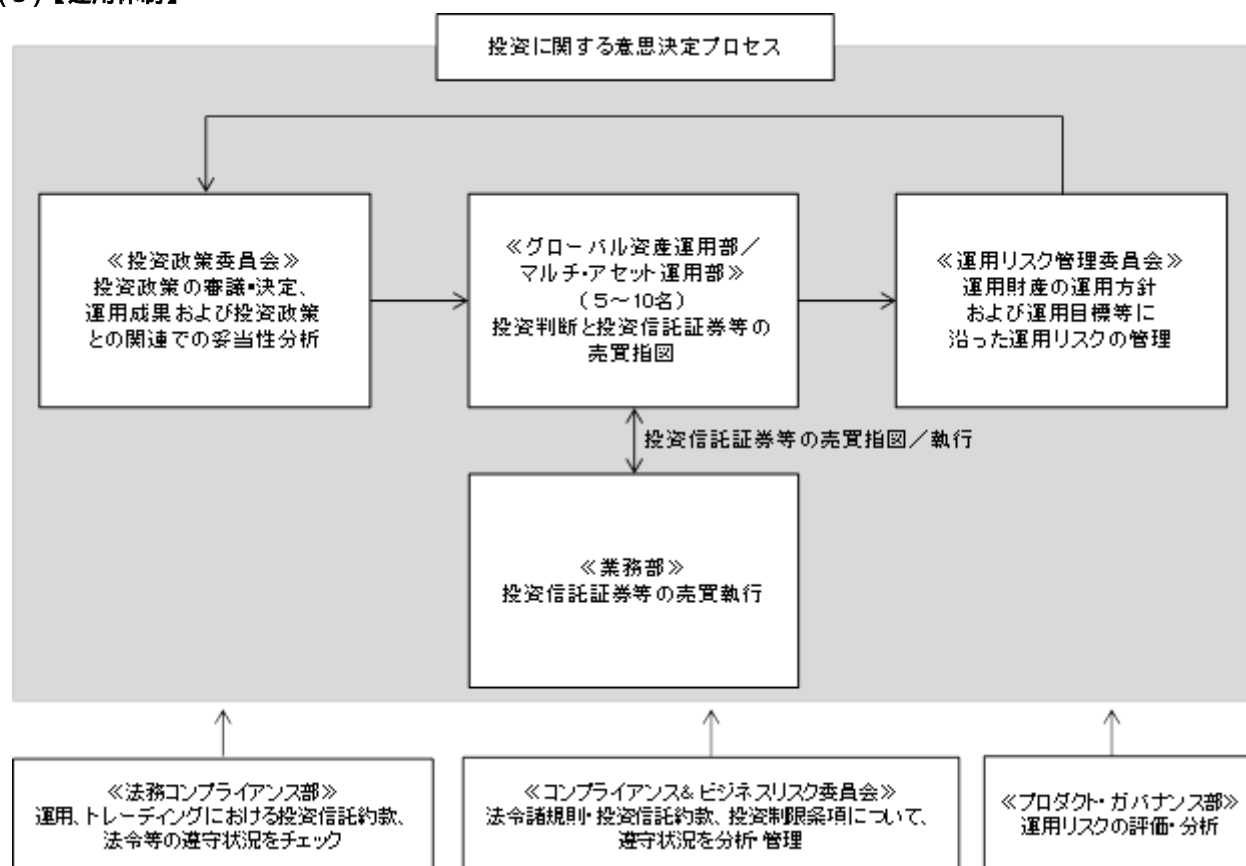 (3)【運用体制】
投資に関する意思決定プロセス
≪投資政策委員会≫
投資政策の審議・決定、
運用成果および投資政策
との関連での妥当性分析
≪グローバル資産運用部/
マルチ・アセット運用部≫
(5~10名)
投資判断と投資信託証券等の
売買指図
≪運用リスク管理委員会≫
運用財産の運用方針
および運用目標等に
沿った運用リスクの管理
投資信託証券等の売買指図/執行
≪業務部≫
投資信託証券等の売買執行
≪法務コンプライアンス部≫
運用、トレーディングにおける投資信託約款、
法令等の遵守状況をチェック
≪コンプライアンス&ビジネスリスク委員会≫
法令諸規則・投資信託約款、投資制限条項について、
遵守状況を分析・管理
≪プロダクト・ガバナンス部≫
運用リスクの評価・分析